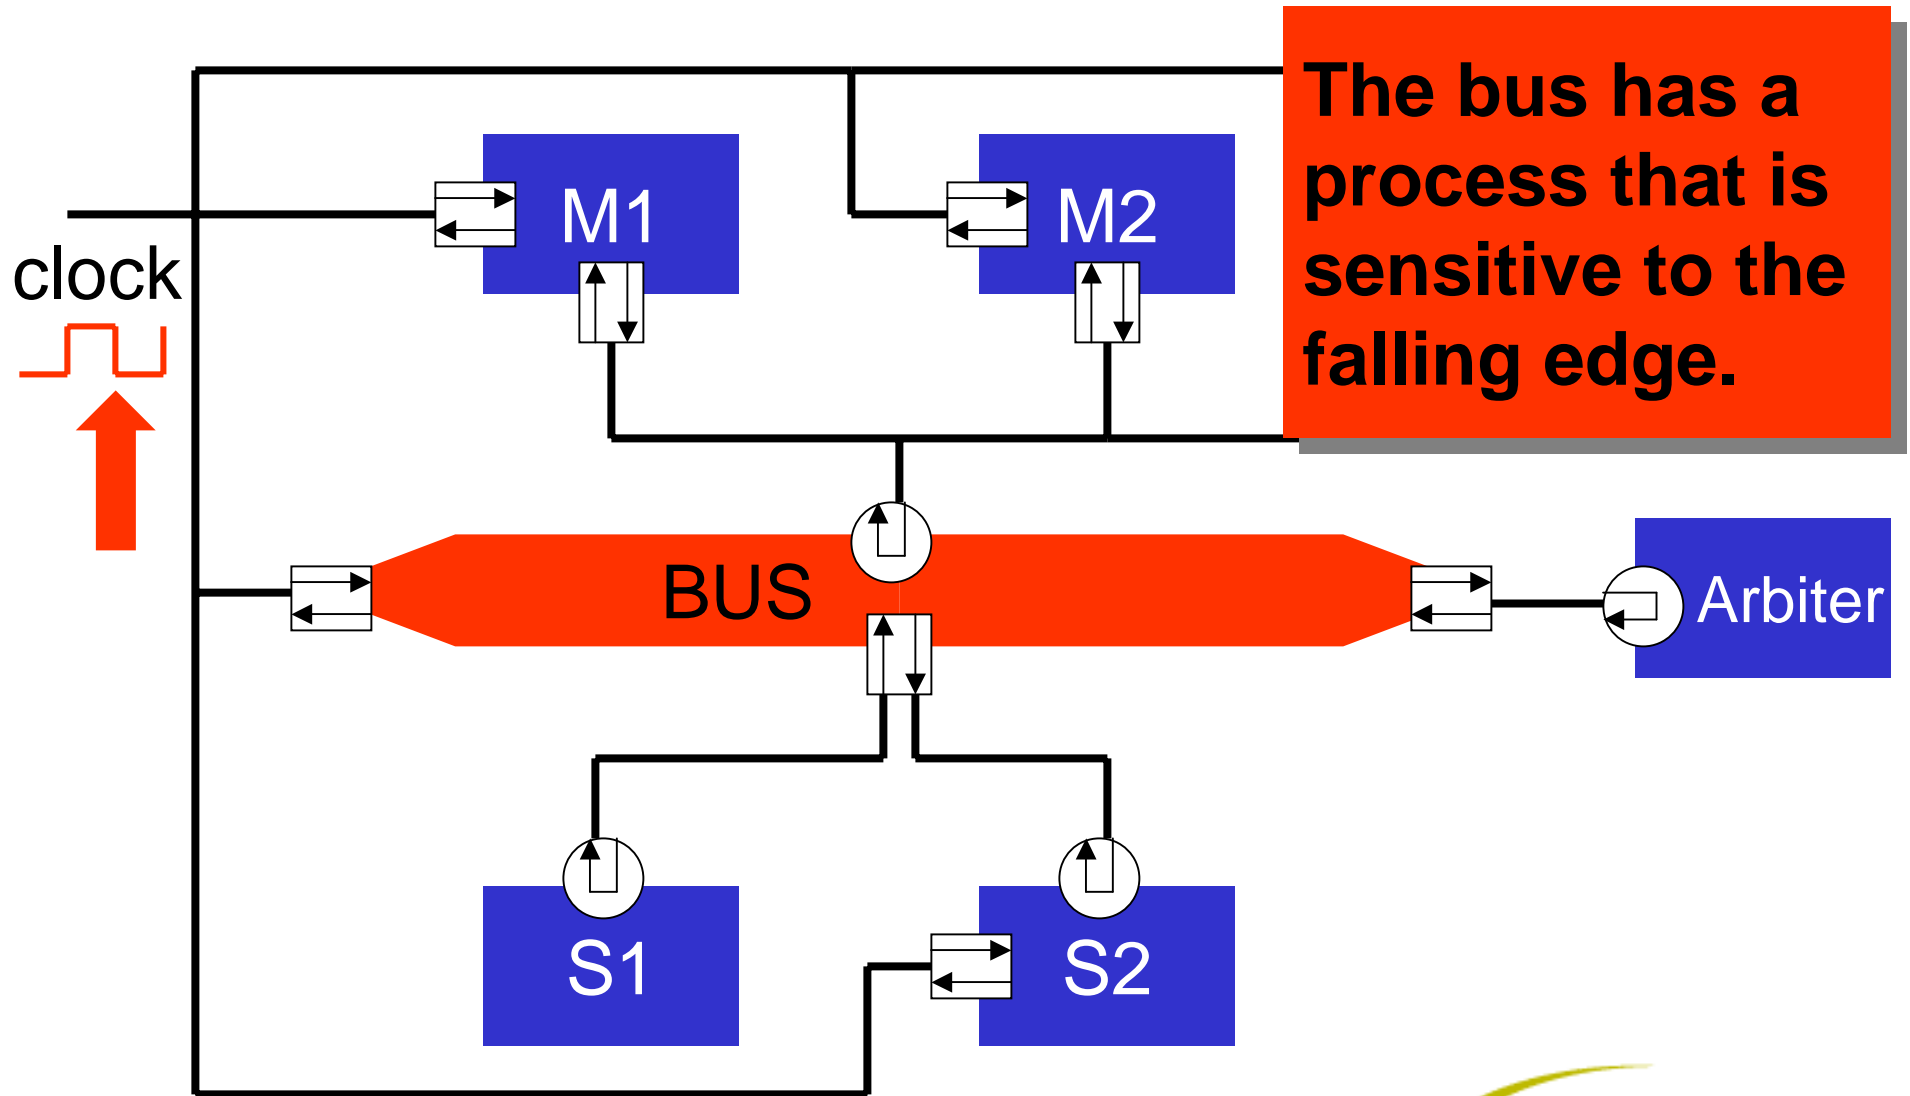 The bus has a
process that is
sensitive to the
falling edge.
M1
M2
clock
BUS
Arbiter
S1
S2